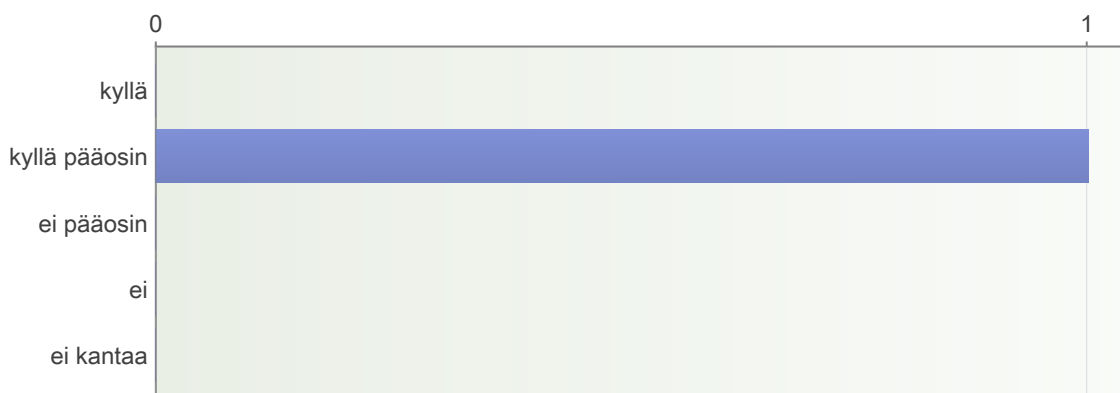 0 1
kyllä
kyllä pääosin
ei pääosin
ei
ei kantaa